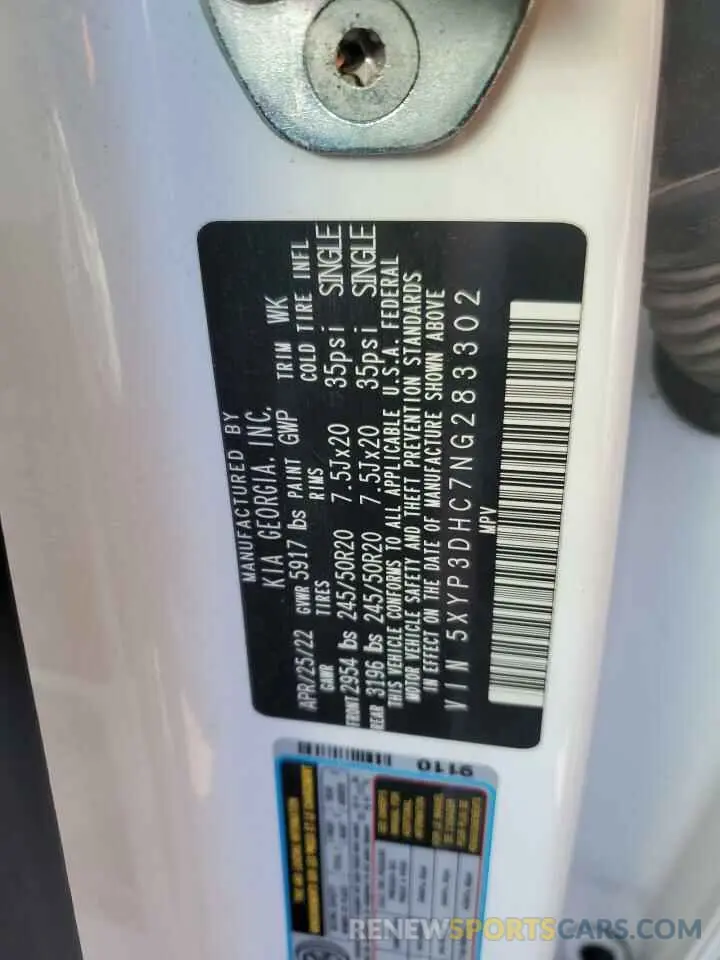 MANUFACTURED BY
KIA GEORGIA, INC.
APR/25/22 GVWR 5917 lbs PAINT GWP TRIM WK
GAWR TIRES RIMS COLD TIRE INFL
FRONT 2954 lbs 245/50R20 7.5Jx20 35psi SINGLE
REAR 3196 lbs 245/50R20 7.5Jx20 35psi SINGLE
THIS VEHICLE CONFORMS TO ALL APPLICABLE U.S.A. FEDERAL
MOTOR VEHICLE SAFETY AND THEFT PREVENTION STANDARDS
IN EFFECT ON THE DATE OF MANUFACTURE SHOWN ABOVE
VIN 5XYP3DHC7NG283302
MPV
9110
RENEWSPORTSCARS.COM